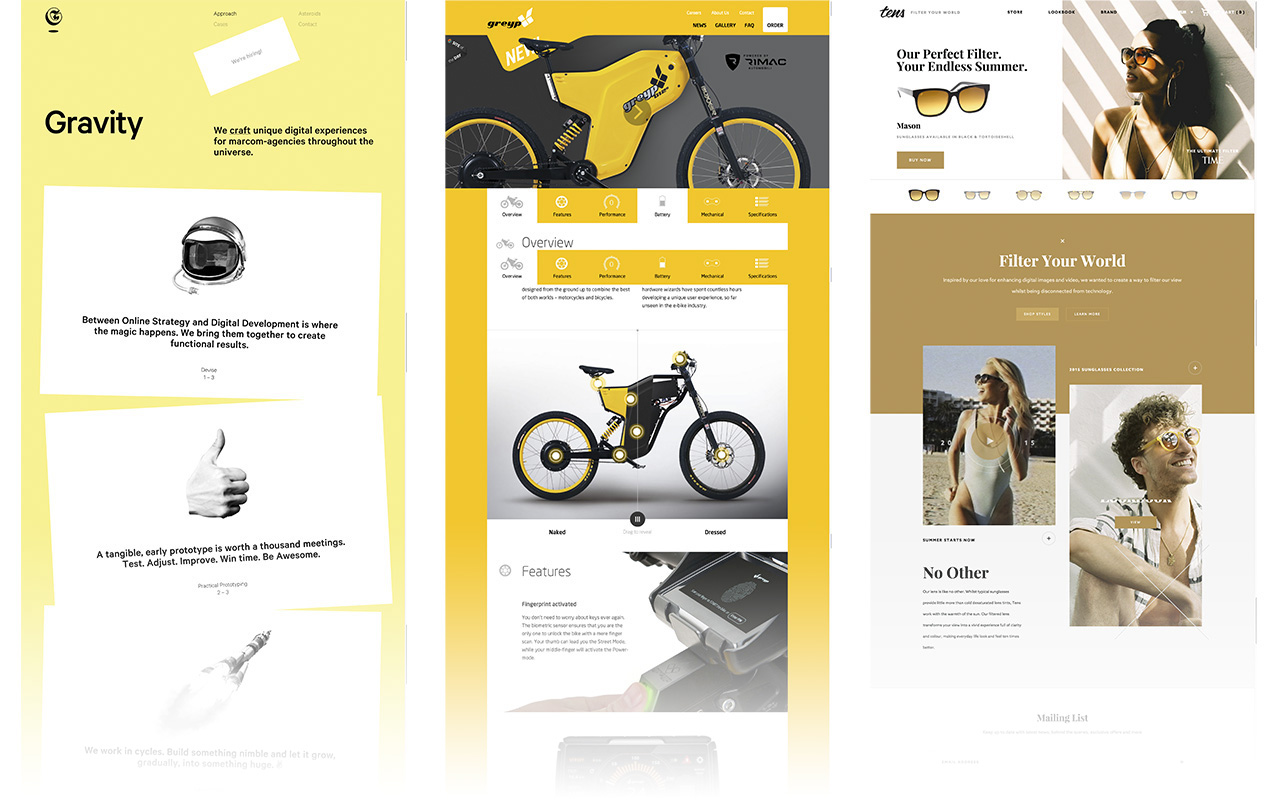 Approach
Cases
Asteroids
Contact
We're hiring!
Gravity
We craft unique digital experiences
for marcom-agencies throughout the
universe.
Between Online Strategy and Digital Development is where
the magic happens. We bring them together to create
functional results.
Devise
1 – 3
A tangible, early prototype is worth a thousand meetings.
Test. Adjust. Improve. Win time. Be Awesome.
Practical Prototyping
2 – 3
We work in cycles. Build something nimble and let it grow,
gradually, into something huge.
greyp
Careers About Us Contact
NEWS GALLERY FAQ ORDER
NEW
POWERED BY
RIMAC
AUTOMOBILI
greyp
Overview Features Performance Battery Mechanical Specifications
Overview
Overview Features Performance Battery Mechanical Specifications
designed from the ground up to combine the best
of both worlds – motorcycles and bicycles.
hardware wizards have spent countless hours
developing a unique user experience, so far
unseen in the e-bike industry.
Naked
Drag to reveal
Dressed
Features
Fingerprint activated
You don't need to worry about keys ever again.
The biometric sensor ensures that you are the
only one to unlock the bike with a mere finger
scan. Your thumb can load you the Street Mode,
while your middle-finger will activate the Power-
mode.
tens FILTER YOUR WORLD
STORE LOOKBOOK BRAND
Our Perfect Filter.
Your Endless Summer.
Mason
SUNGLASSES AVAILABLE IN BLACK & TORTOISESHELL
BUY NOW
THE ULTIMATE FILTER
TIME
Filter Your World
Inspired by our love for enhancing digital images and video, we wanted to create a way to filter our view
whilst being disconnected from technology.
SHOP STYLES LEARN MORE
2015 SUNGLASSES COLLECTION
20 15
VIEW
SUMMER STARTS NOW
No Other
Our lens is like no other. Whilst typical sunglasses
provide little more than cold desaturated lens tints, Tens
work with the warmth of the sun. Our filtered lens
transforms your view into a vivid experience full of clarity
and colour, making everyday life look and feel ten times
better.
Mailing List
EMAIL ADDRESS